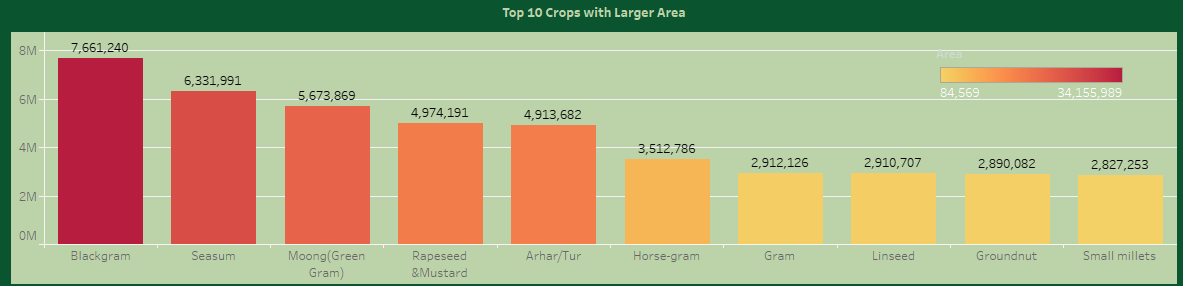 Top 10 Crops with Larger Area
8M
6M
4M
2M
0M
7,661,240
6,331,991
5,673,869
4,974,191
4,913,682
3,512,786
2,912,126
2,910,707
2,890,082
2,827,253
Area
84,569 34,155,989
Blackgram
Seasum
Moong(Green
Gram)
Rapeseed
&Mustard
Arhar/Tur
Horse-gram
Gram
Linseed
Groundnut
Small millets